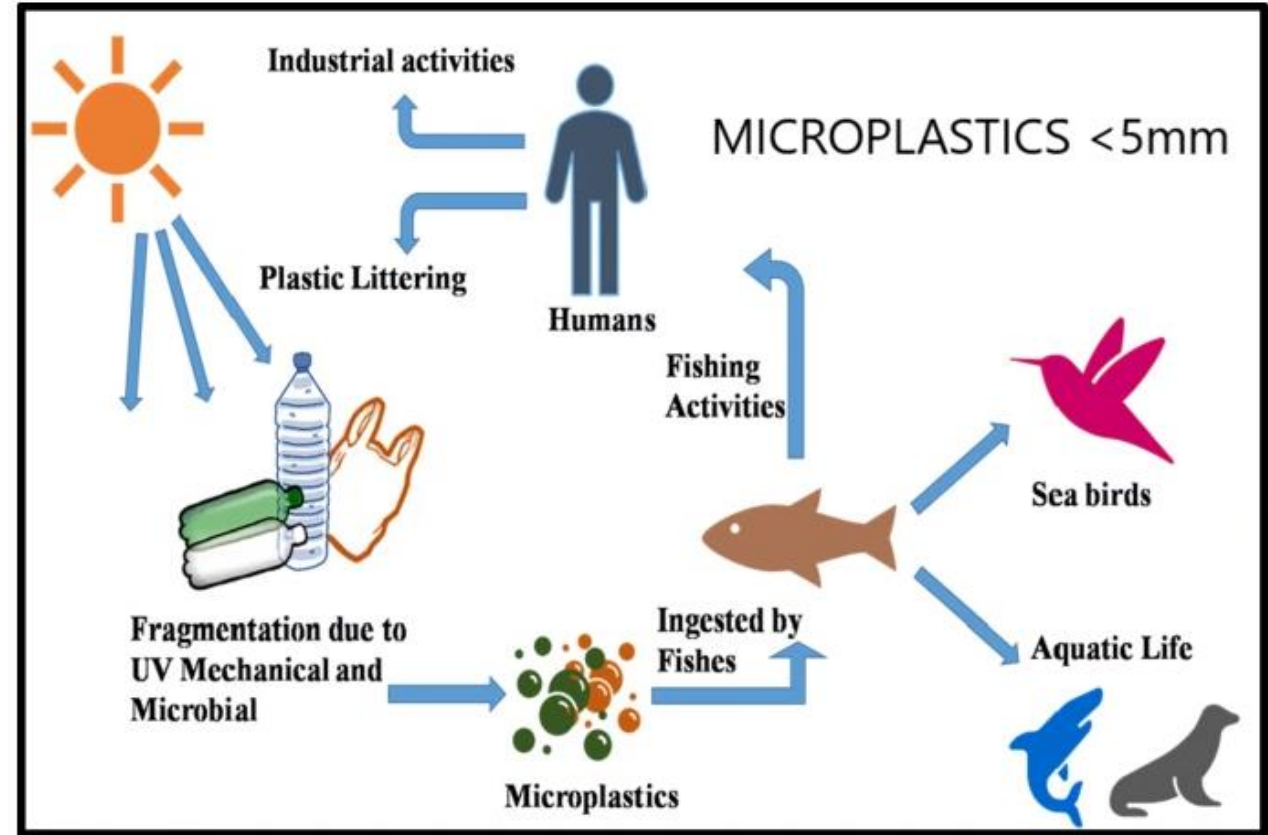 Industrial activities
MICROPLASTICS <5mm
Plastic Littering
Humans
Fishing
Activities
Sea birds
Fragmentation due to
UV Mechanical and
Microbial
Ingested by
Fishes
Aquatic Life
Microplastics